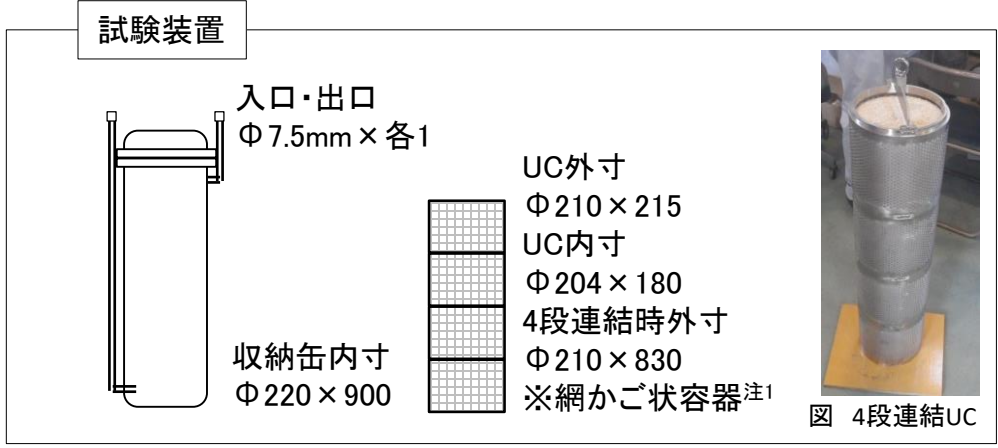 試験装置
入口・出口
Φ7.5mm×各1
収納缶内寸
Φ220×900
UC外寸
Φ210×215
UC内寸
Φ204×180
4段連結時外寸
Φ210×830
※網かご状容器注1
図 4段連結UC